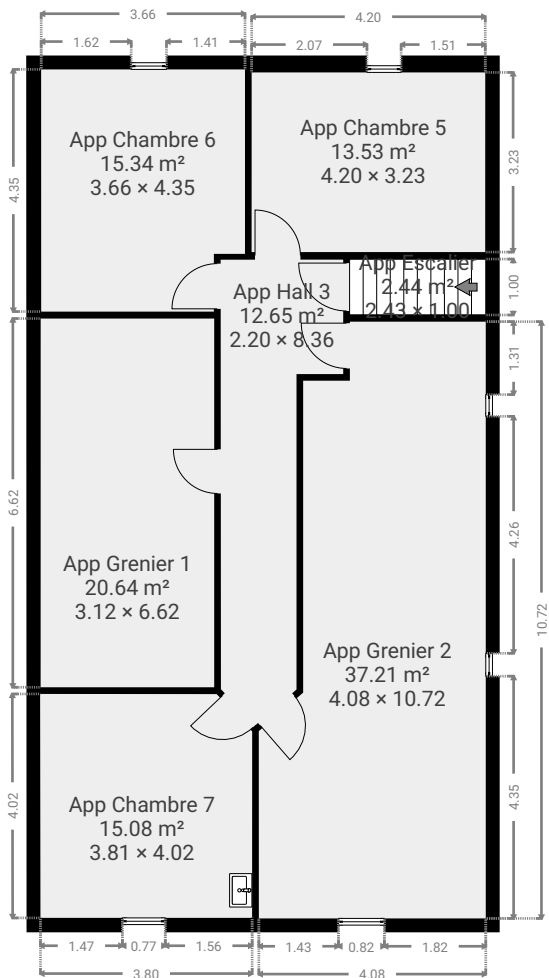 3.66
4.20
1.62
1.41
2.07
1.51
App Chambre 6
15.34 m²
3.66 × 4.35
App Chambre 5
13.53 m²
4.20 × 3.23
4.35
3.23
App Escalier
2.44 m²
2.43 × 1.00
1.00
App Hall 3
12.65 m²
2.20 × 8.36
1.31
6.62
4.26
10.72
App Grenier 1
20.64 m²
3.12 × 6.62
App Grenier 2
37.21 m²
4.08 × 10.72
4.02
4.35
App Chambre 7
15.08 m²
3.81 × 4.02
1.47
0.77
1.56
1.43
0.82
1.82
3.80
4.08